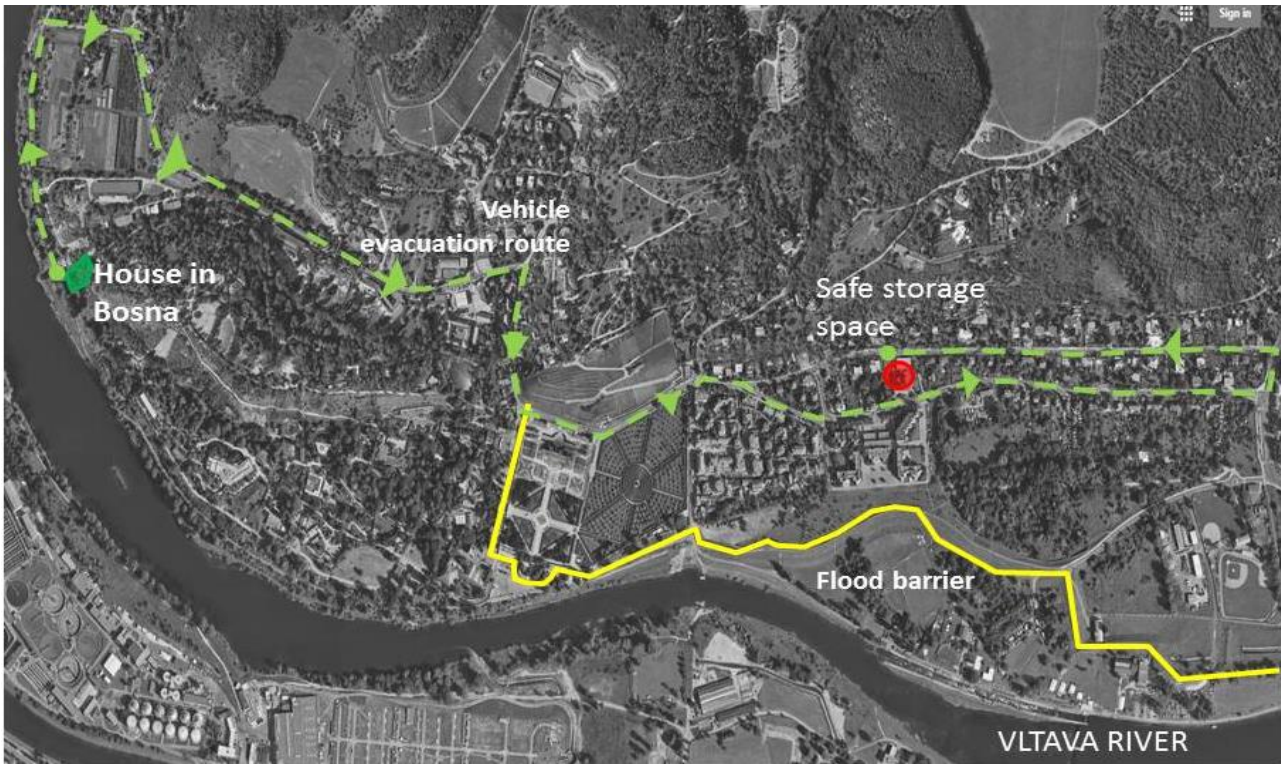 Sign in
Vehicle
evacuation route
House in
Bosna
Safe storage
space
Flood barrier
VLTAVA RIVER